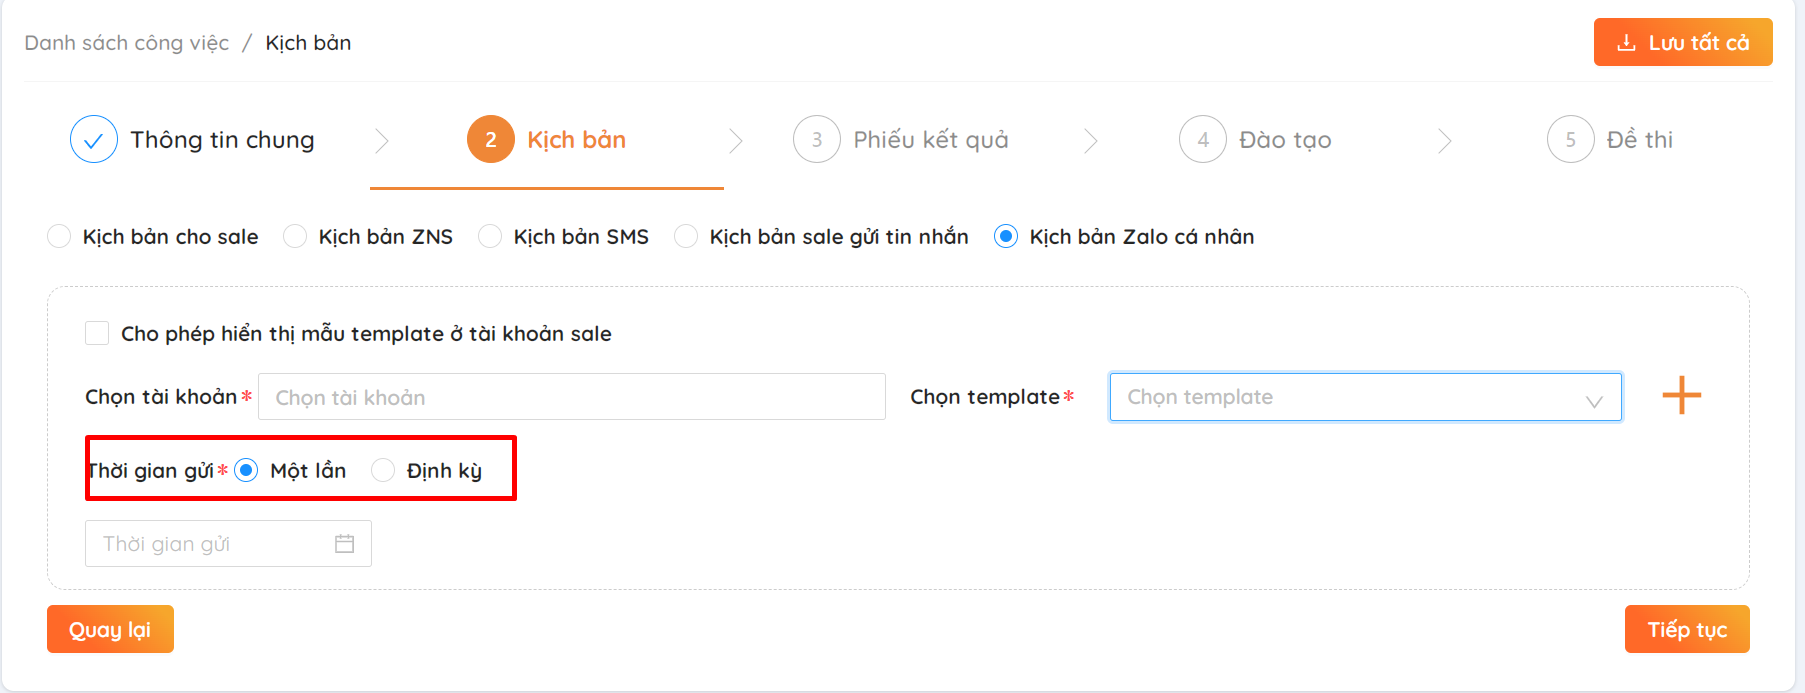 Danh sách công việc / Kịch bản
Lưu tất cả
Thông tin chung
2 Kịch bản
3 Phiếu kết quả
4 Đào tạo
5 Đề thi
Kịch bản cho sale
Kịch bản ZNS
Kịch bản SMS
Kịch bản sale gửi tin nhắn
Kịch bản Zalo cá nhân
Cho phép hiển thị mẫu template ở tài khoản sale
Chọn tài khoản*
Chọn tài khoản
Chọn template*
Chọn template
Thời gian gửi*
Một lần
Định kỳ
Thời gian gửi
Quay lại
Tiếp tục